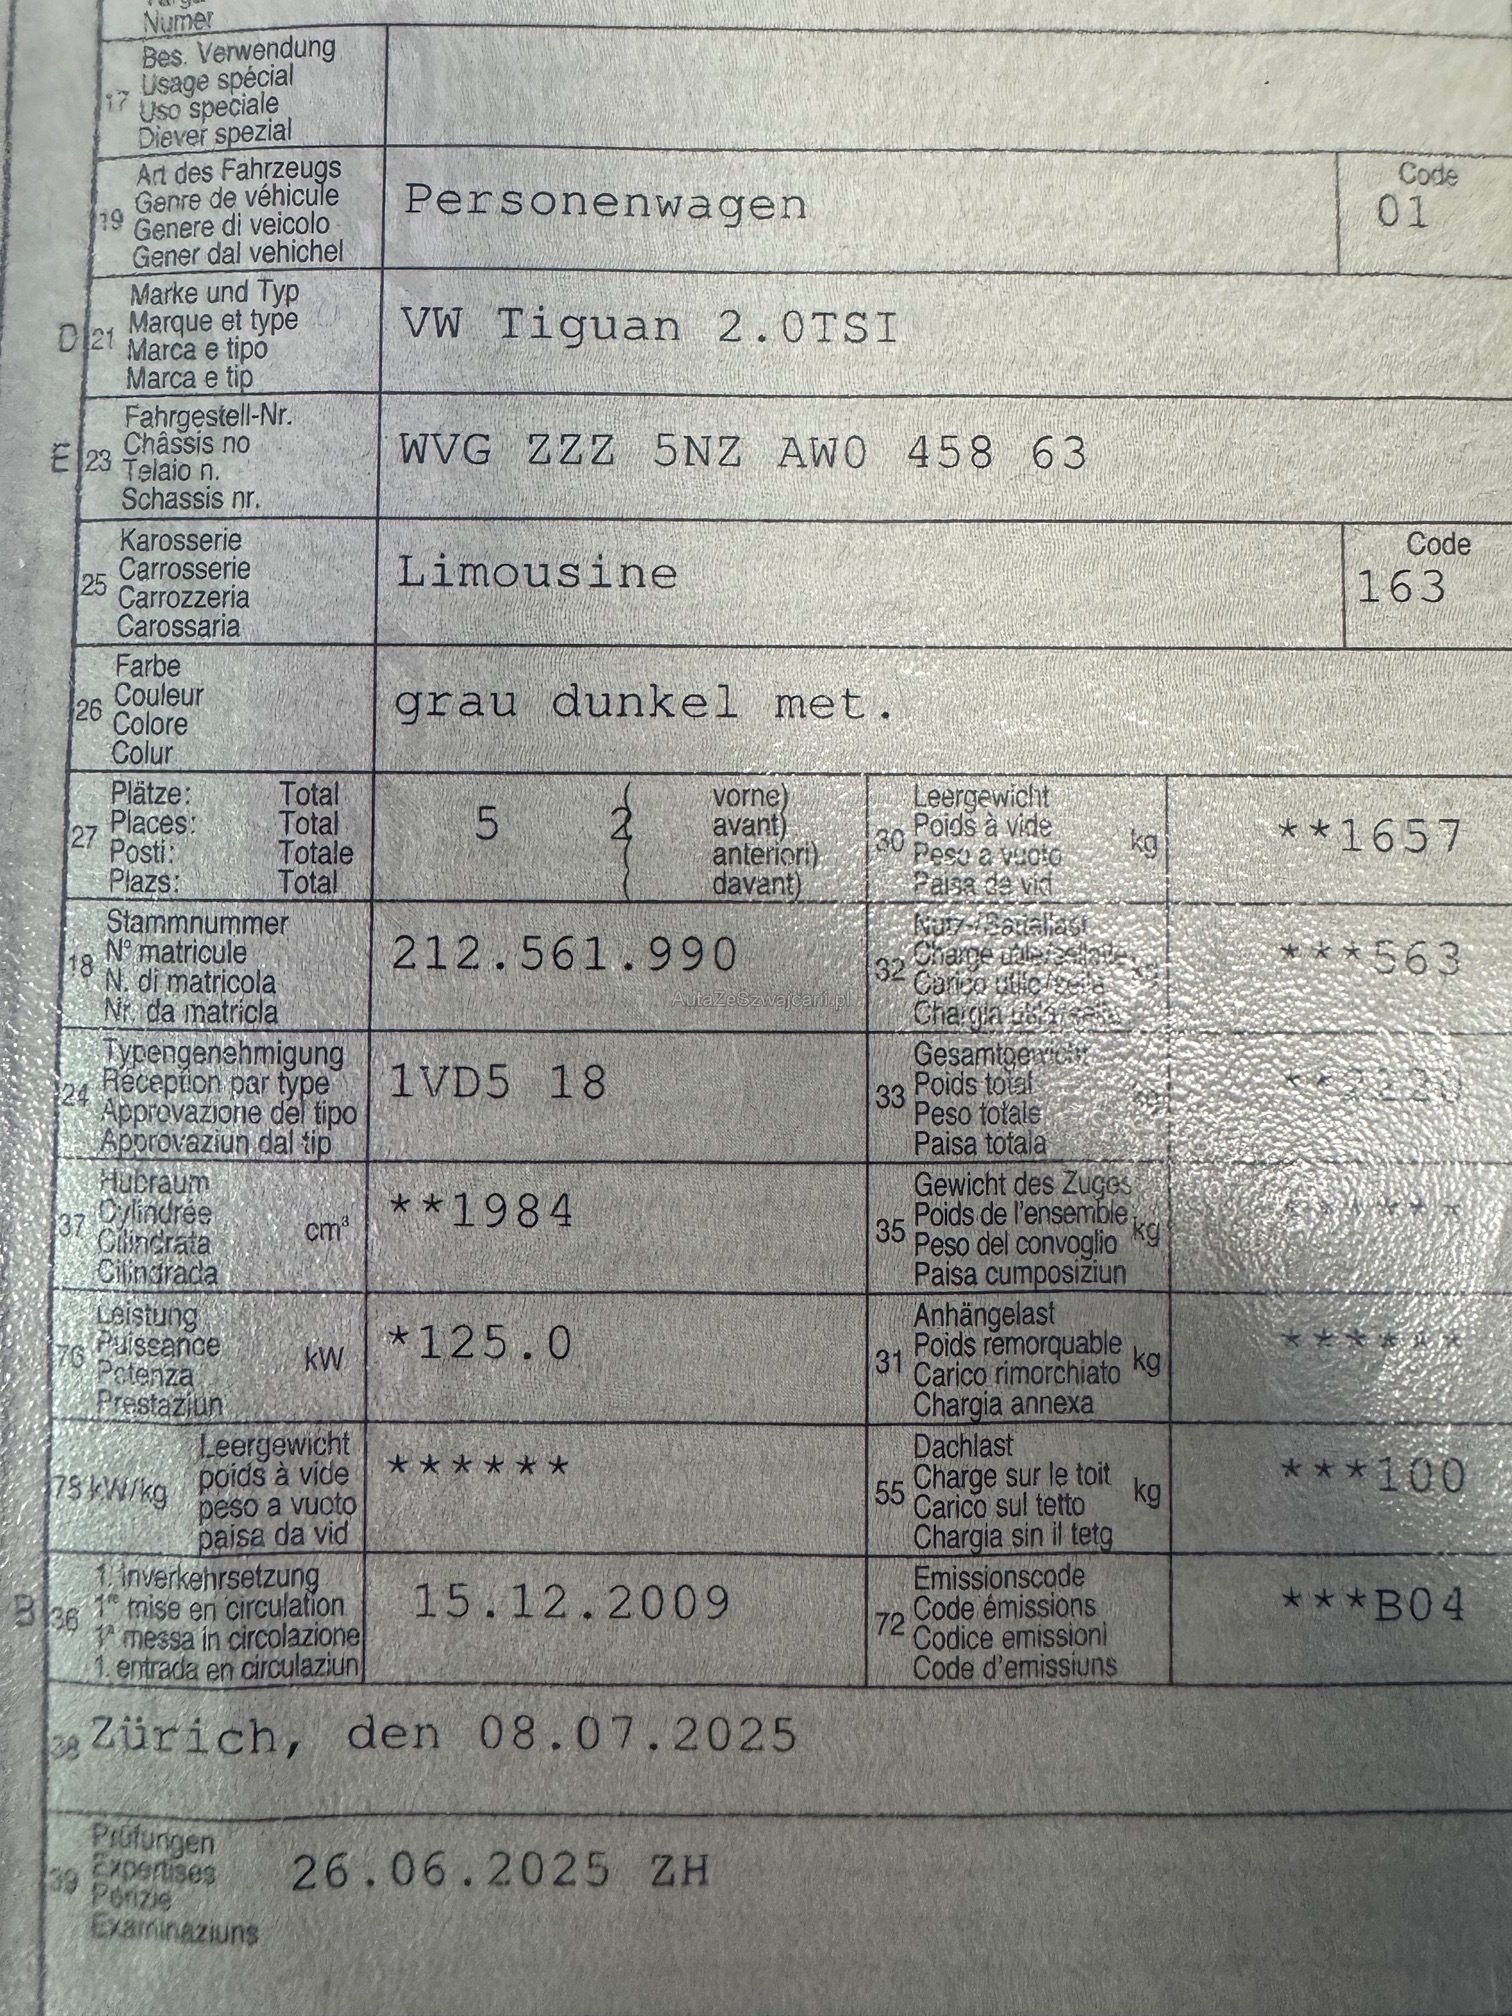 Numer
17
Bes. Verwendung
Usage spécial
Uso speciale
Diever spezial
19
Art des Fahrzeugs
Genre de véhicule
Genere di veicolo
Gener dal vehichel
Personenwagen
Code
01
D 21
Marke und Typ
Marque et type
Marca e tipo
Marca e tip
VW Tiguan 2.0TSI
E 23
Fahrgestell-Nr.
Châssis no
Telaio n.
Schassis nr.
WVG ZZZ 5NZ AW0 458 63
25
Karosserie
Carrosserie
Carrozzeria
Carossaria
Limousine
Code
163
26
Farbe
Couleur
Colore
Colur
grau dunkel met.
27
Plätze: Total
Places: Total
Posti: Totale
Plazs: Total
5 2
vorne)
avant)
anteriori)
davant)
30
Leergewicht
Poids à vide
Peso a vuoto
Paisa da vid
kg
**1657
18
Stammnummer
N° matricule
N. di matricola
Nr. da matricla
212.561.990
32
Nutz-/Sattellast
Charge utile/sellette
Carico utile/sella
Chargia
***563
AutaZeSzwajcarii.pl
24
Typengenehmigung
Réception par type
Approvazione del tipo
Approvaziun dal tip
1VD5 18
33
Gesamtgewicht
Poids total
Peso totale
Paisa totala
37
Hubraum
Cylindrée
Cilindrata
Cilindrada
cm³
**1984
35
Gewicht des Zuges
Poids de l'ensemble
Peso del convoglio
Paisa cumposiziun
kg
******
76
Leistung
Puissance
Potenza
Prestaziun
kW
*125.0
31
Anhängelast
Poids remorquable
Carico rimorchiato
Chargia annexa
kg
******
78 kW/kg
Leergewicht
poids à vide
peso a vuoto
paisa da vid
******
55
Dachlast
Charge sur le toit
Carico sul tetto
Chargia sin il tetg
kg
***100
B 36
1. Inverkehrsetzung
1re mise en circulation
1a messa in circolazione
1. entrada en circulaziun
15.12.2009
72
Emissionscode
Code émissions
Codice emissioni
Code d'emissiuns
***B04
38
Zürich, den 08.07.2025
39
Prüfungen
Expertises
Perizie
Examinaziuns
26.06.2025 ZH